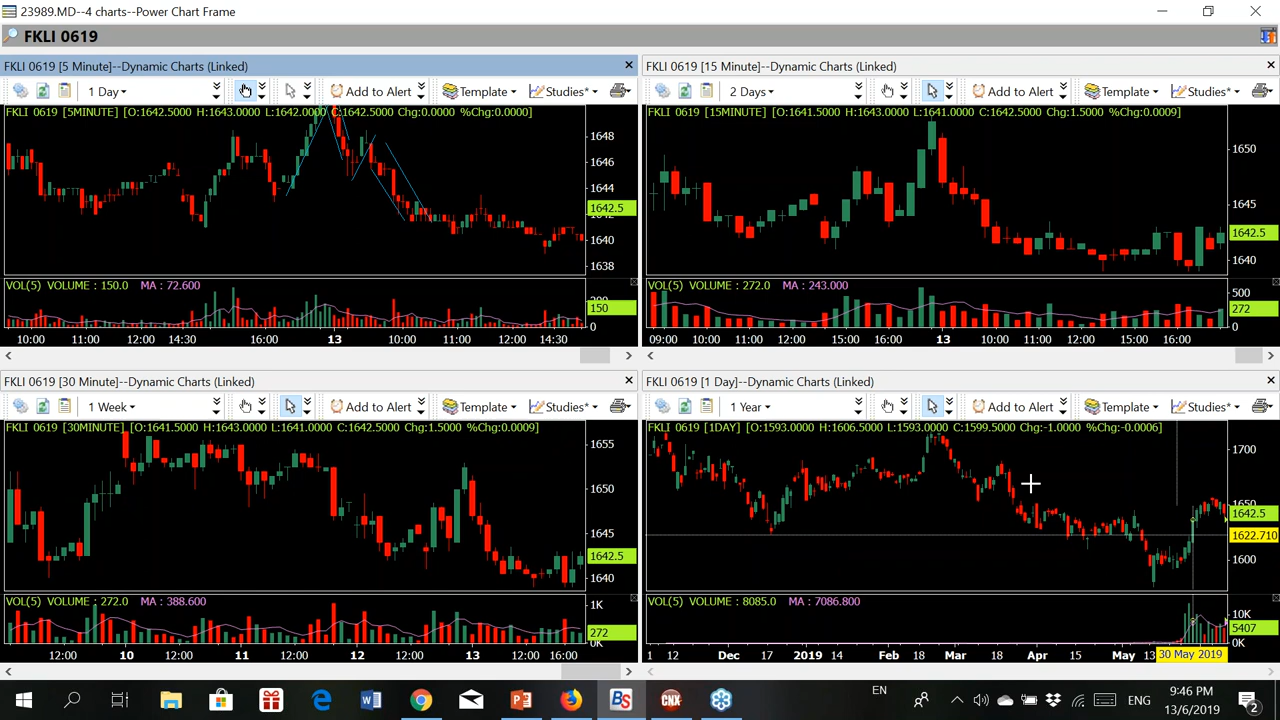 23989.MD--4 charts--Power Chart Frame
FKLI 0619
FKLI 0619 [5 Minute]--Dynamic Charts (Linked)
1 Day
Add to Alert
Template
Studies*
FKLI 0619 [5MINUTE] [O:1642.5000 H:1643.0000 L:1642.0000 C:1642.5000 Chg:0.0000 %Chg:0.0000]
1648
1646
1644
1642.5
1640
1638
VOL(5) VOLUME : 150.0 MA : 72.600
150
0
10:00 11:00 12:00 14:30 16:00 13 10:00 11:00 12:00 14:30
FKLI 0619 [15 Minute]--Dynamic Charts (Linked)
2 Days
Add to Alert
Template
Studies*
FKLI 0619 [15MINUTE] [O:1641.5000 H:1643.0000 L:1641.0000 C:1642.5000 Chg:1.5000 %Chg:0.0009]
1650
1645
1642.5
1640
VOL(5) VOLUME : 272.0 MA : 243.000
500
272
0
09:00 10:00 11:00 12:00 15:00 16:00 13 10:00 11:00 12:00 15:00 16:00
FKLI 0619 [30 Minute]--Dynamic Charts (Linked)
1 Week
Add to Alert
Template
Studies*
FKLI 0619 [30MINUTE] [O:1641.5000 H:1643.0000 L:1641.0000 C:1642.5000 Chg:1.5000 %Chg:0.0009]
1655
1650
1645
1642.5
1640
VOL(5) VOLUME : 272.0 MA : 388.600
1K
272
0K
12:00 10 12:00 11 12:00 12 12:00 13 12:00 16:00
FKLI 0619 [1 Day]--Dynamic Charts (Linked)
1 Year
Add to Alert
Template
Studies*
FKLI 0619 [1DAY] [O:1593.0000 H:1606.5000 L:1593.0000 C:1599.5000 Chg:-1.0000 %Chg:-0.0006]
1700
1642.5
1622.710
1600
VOL(5) VOLUME : 8085.0 MA : 7086.800
10K
5407
0K
1 12 Dec 17 2019 14 Feb 18 Mar 18 Apr 15 May 13 30 May 2019
EN
ENG
9:46 PM
13/6/2019
2